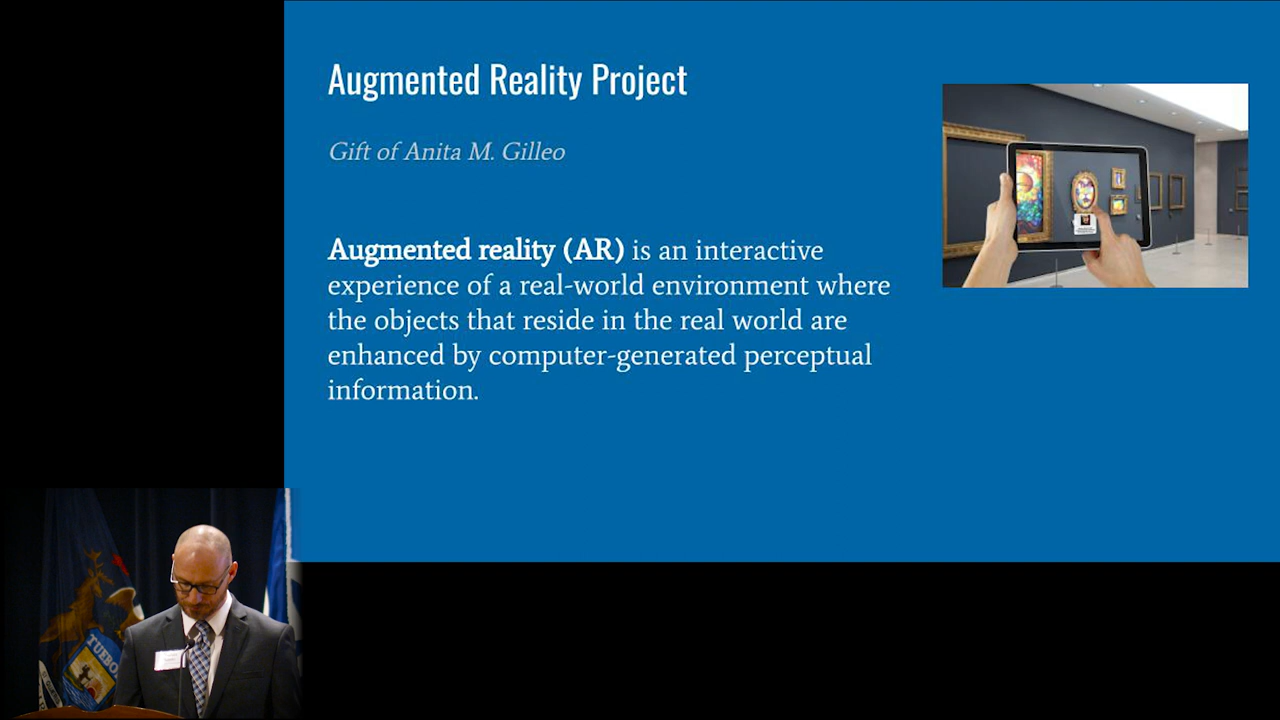 Augmented Reality Project
Gift of Anita M. Gilleo
Augmented reality (AR) is an interactive
experience of a real-world environment where
the objects that reside in the real world are
enhanced by computer-generated perceptual
information.
TUEBO